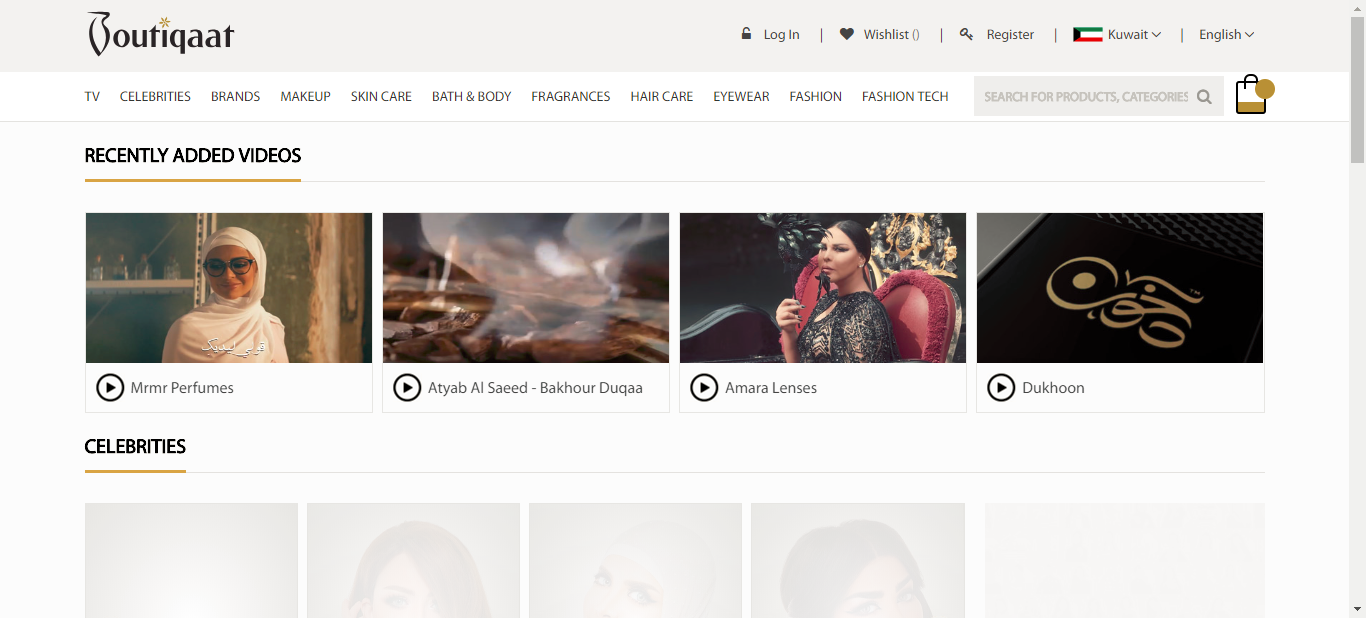 Boutiqaat
Log In | Wishlist () | Register | Kuwait | English
TV CELEBRITIES BRANDS MAKEUP SKIN CARE BATH & BODY FRAGRANCES HAIR CARE EYEWEAR FASHION FASHION TECH SEARCH FOR PRODUCTS, CATEGORIES
RECENTLY ADDED VIDEOS
دخون
TM
Mrmr Perfumes
Atyab Al Saeed - Bakhour Duqaa
Amara Lenses
Dukhoon
CELEBRITIES